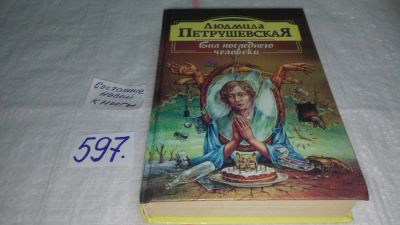 Людмила
ПЕТРУШЕВСКАЯ
Бал последнего
человека
Состояние
новой
книги
597.